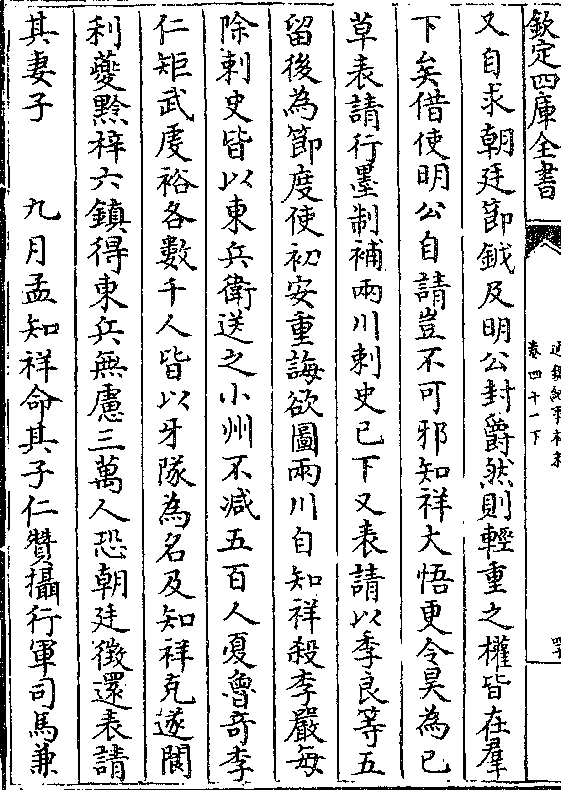 欽定四庫全書
通鑑紀事本末
卷四十一下
又自求朝廷節鉞及明公封爵然則輕重之權皆在羣
下矣借使明公自請豈不可邪知祥大悟更令昊為己
草表請行墨制補兩川刺史已下又表請以季良等五
留後為節度使初安重誨欲圖兩川自知祥殺李嚴每
除刺史皆以東兵衛送之小州不減五百人夏魯奇李
仁矩武虔裕各數千人皆以牙隊為名及知祥克遂閬
利夔黔梓六鎮得東兵無慮三萬人恐朝廷徵還表請
其妻子　九月孟知祥命其子仁贊攝行軍司馬兼